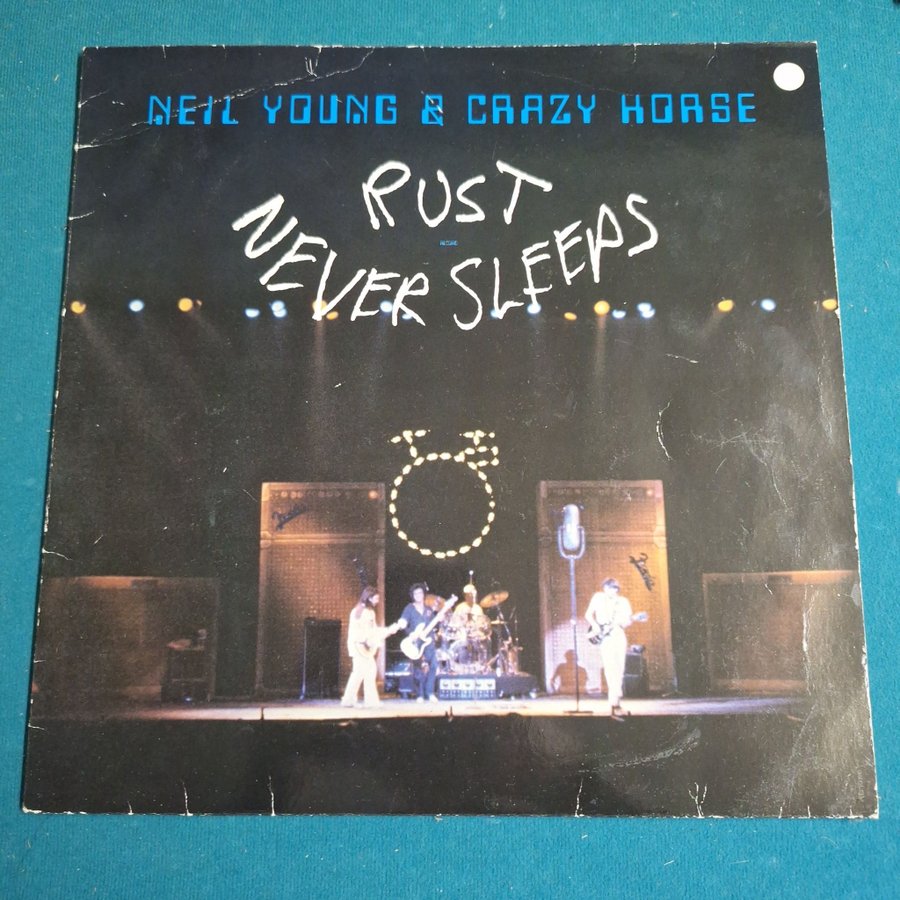 NEIL YOUNG & CRAZY HORSE
RUST
NEVER SLEEPS